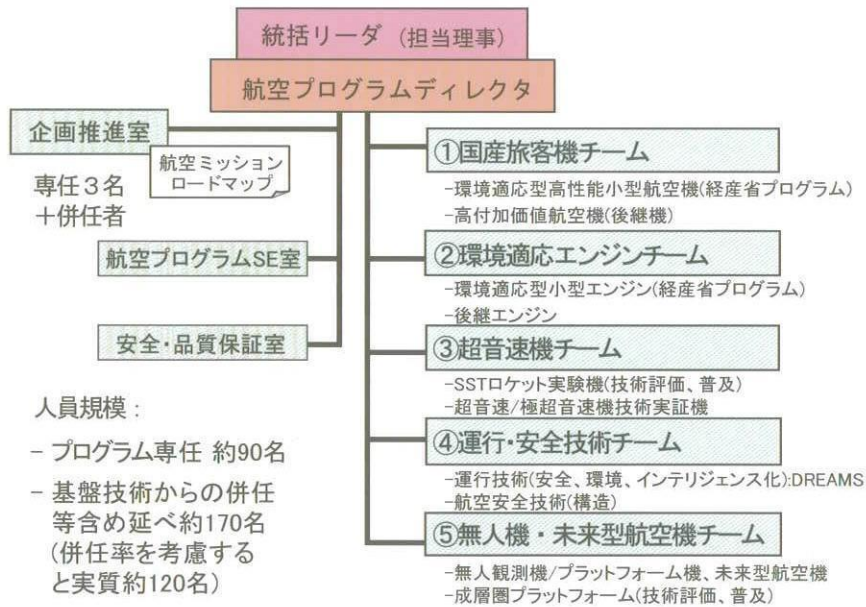 統括リーダ (担当理事)
航空プログラムディレクタ
企画推進室
航空ミッション
ロードマップ
専任3名
+併任者
航空プログラムSE室
安全・品質保証室
人員規模:
- プログラム専任 約90名
- 基盤技術からの併任
等含め延べ約170名
(併任率を考慮する
と実質約120名)
①国産旅客機チーム
-環境適応型高性能小型航空機(経産省プログラム)
-高付加価値航空機(後継機)
②環境適応エンジンチーム
-環境適応型小型エンジン(経産省プログラム)
-後継エンジン
③超音速機チーム
-SSTロケット実験機(技術評価、普及)
-超音速/極超音速機技術実証機
④運行・安全技術チーム
-運行技術(安全、環境、インテリジェンス化):DREAMS
-航空安全技術(構造)
⑤無人機・未来型航空機チーム
-無人観測機/プラットフォーム機、未来型航空機
-成層圏プラットフォーム(技術評価、普及)